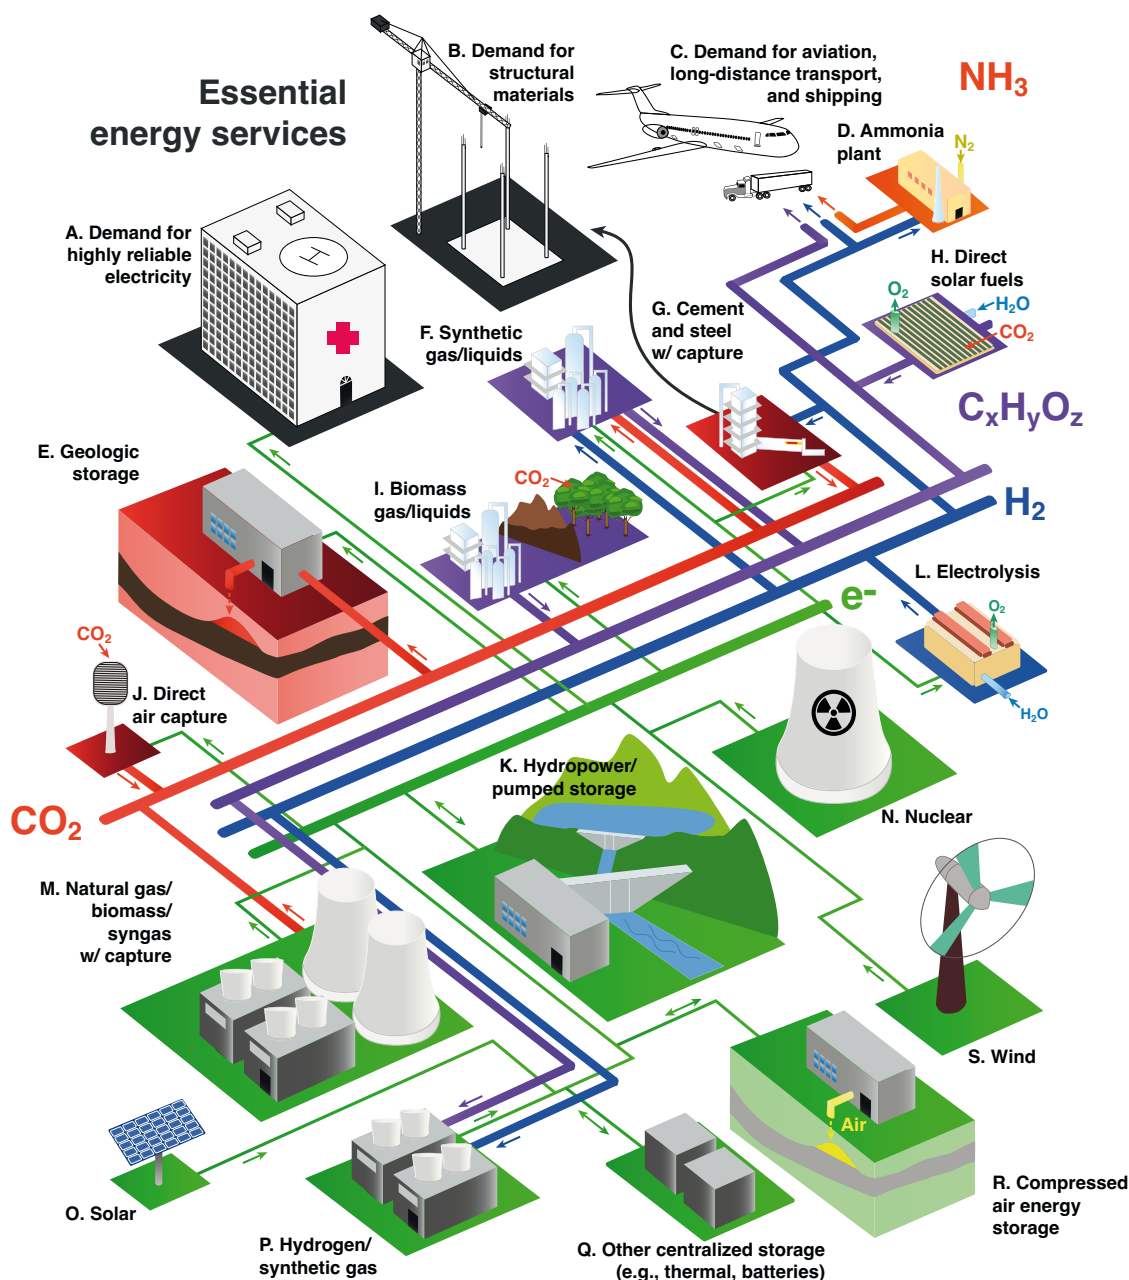 Essential
energy services
B. Demand for
structural
materials
C. Demand for aviation,
long-distance transport,
and shipping
NH3
D. Ammonia
plant
N2
A. Demand for
highly reliable
electricity
H
H. Direct
solar fuels
O2
H2O
CO2
G. Cement
and steel
w/ capture
F. Synthetic
gas/liquids
CxHyOz
E. Geologic
storage
I. Biomass
gas/liquids
CO2
H2
L. Electrolysis
O2
H2O
e-
CO2
J. Direct
air capture
K. Hydropower/
pumped storage
N. Nuclear
CO2
M. Natural gas/
biomass/
syngas
w/ capture
S. Wind
Air
O. Solar
P. Hydrogen/
synthetic gas
Q. Other centralized storage
(e.g., thermal, batteries)
R. Compressed
air energy
storage